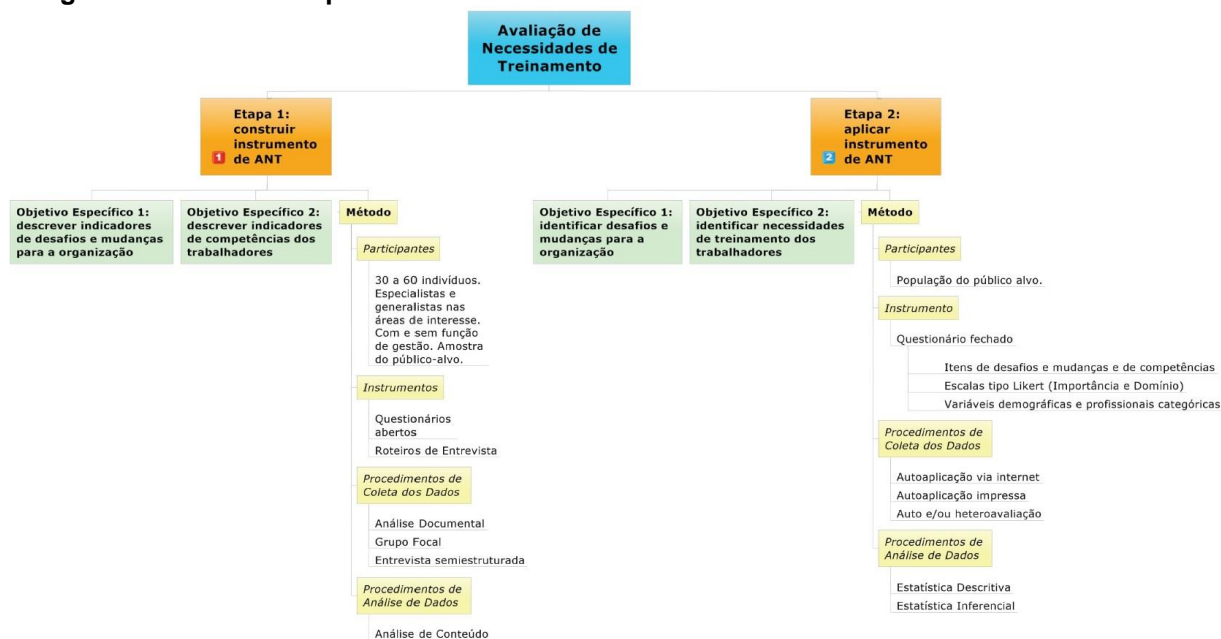 Avaliação de
Necessidades de
Treinamento
Etapa 1:
construir
instrumento
1 de ANT
Objetivo Específico 1:
descrever indicadores
de desafios e mudanças
para a organização
Objetivo Específico 2:
descrever indicadores
de competências dos
trabalhadores
Método
Participantes
30 a 60 indivíduos.
Especialistas e
generalistas nas
áreas de interesse.
Com e sem função
de gestão. Amostra
do público-alvo.
Instrumentos
Questionários
abertos
Roteiros de Entrevista
Procedimentos de
Coleta dos Dados
Análise Documental
Grupo Focal
Entrevista semiestruturada
Procedimentos de
Análise de Dados
Análise de Conteúdo
Etapa 2:
aplicar
instrumento
2 de ANT
Objetivo Específico 1:
identificar desafios e
mudanças para a
organização
Objetivo Específico 2:
identificar necessidades
de treinamento dos
trabalhadores
Método
Participantes
População do público alvo.
Instrumento
Questionário fechado
Itens de desafios e mudanças e de competências
Escalas tipo Likert (Importância e Domínio)
Variáveis demográficas e profissionais categóricas
Procedimentos de
Coleta dos Dados
Autoaplicação via internet
Autoaplicação impressa
Auto e/ou heteroavaliação
Procedimentos de
Análise de Dados
Estatística Descritiva
Estatística Inferencial